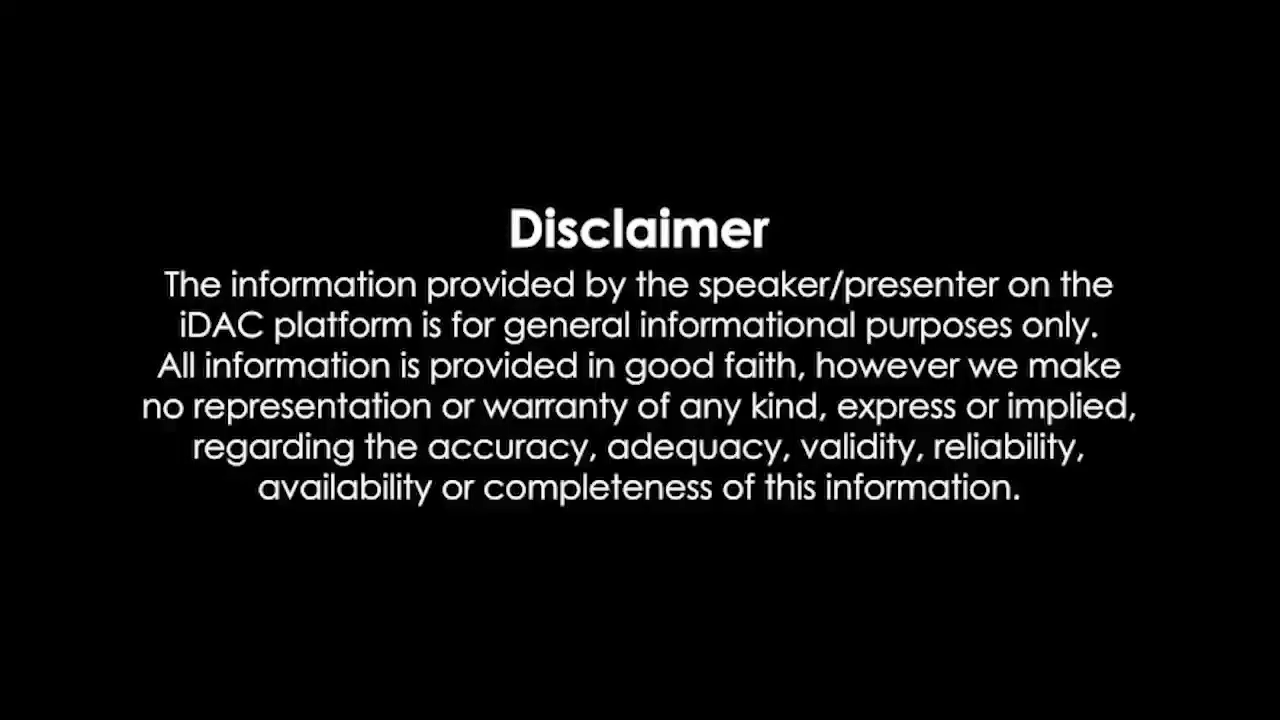 Disclaimer
The information provided by the speaker/presenter on the
iDAC platform is for general informational purposes only.
All information is provided in good faith, however we make
no representation or warranty of any kind, express or implied,
regarding the accuracy, adequacy, validity, reliability,
availability or completeness of this information.